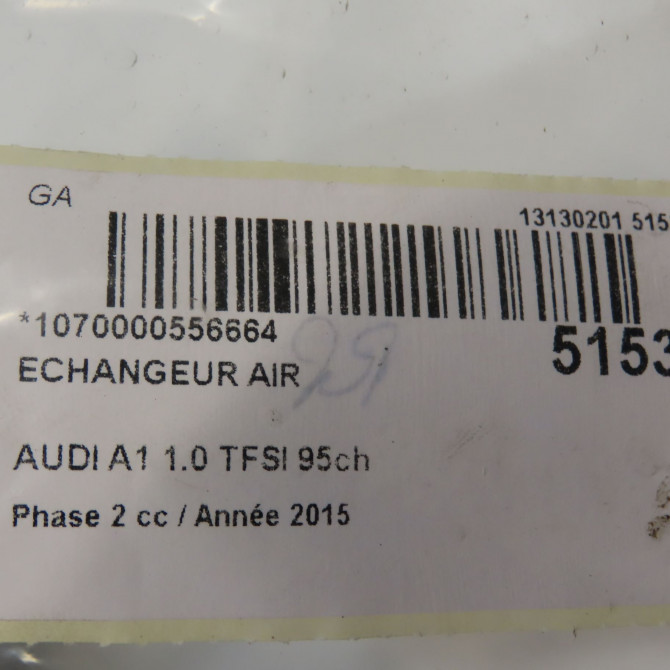 GA
13130201 515
*1070000556664
5153
ECHANGEUR AIR
AUDI A1 1.0 TFSI 95ch
Phase 2 cc / Année 2015